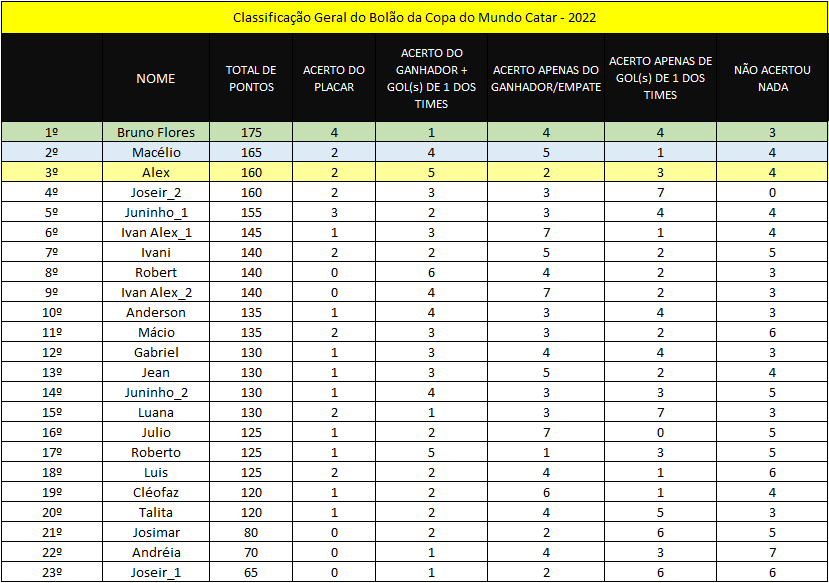 Classificação Geral do Bolão da Copa do Mundo Catar - 2022
NOME TOTAL DE PONTOS ACERTO DO PLACAR ACERTO DO GANHADOR + GOL(s) DE 1 DOS TIMES ACERTO APENAS DO GANHADOR/EMPATE ACERTO APENAS DE GOL(s) DE 1 DOS TIMES NÃO ACERTOU NADA
1º Bruno Flores 175 4 1 4 4 3
2º Macélio 165 2 4 5 1 4
3º Alex 160 2 5 2 3 4
4º Joseir_2 160 2 3 3 7 0
5º Juninho_1 155 3 2 3 4 4
6º Ivan Alex_1 145 1 3 7 1 4
7º Ivani 140 2 2 5 2 5
8º Robert 140 0 6 4 2 3
9º Ivan Alex_2 140 0 4 7 2 3
10º Anderson 135 1 4 3 4 3
11º Mácio 135 2 3 3 2 6
12º Gabriel 130 1 3 4 4 3
13º Jean 130 1 3 5 2 4
14º Juninho_2 130 1 4 3 3 5
15º Luana 130 2 1 3 7 3
16º Julio 125 1 2 7 0 5
17º Roberto 125 1 5 1 3 5
18º Luis 125 2 2 4 1 6
19º Cléofaz 120 1 2 6 1 4
20º Talita 120 1 2 4 5 3
21º Josimar 80 0 2 2 6 5
22º Andréia 70 0 1 4 3 7
23º Joseir_1 65 0 1 2 6 6